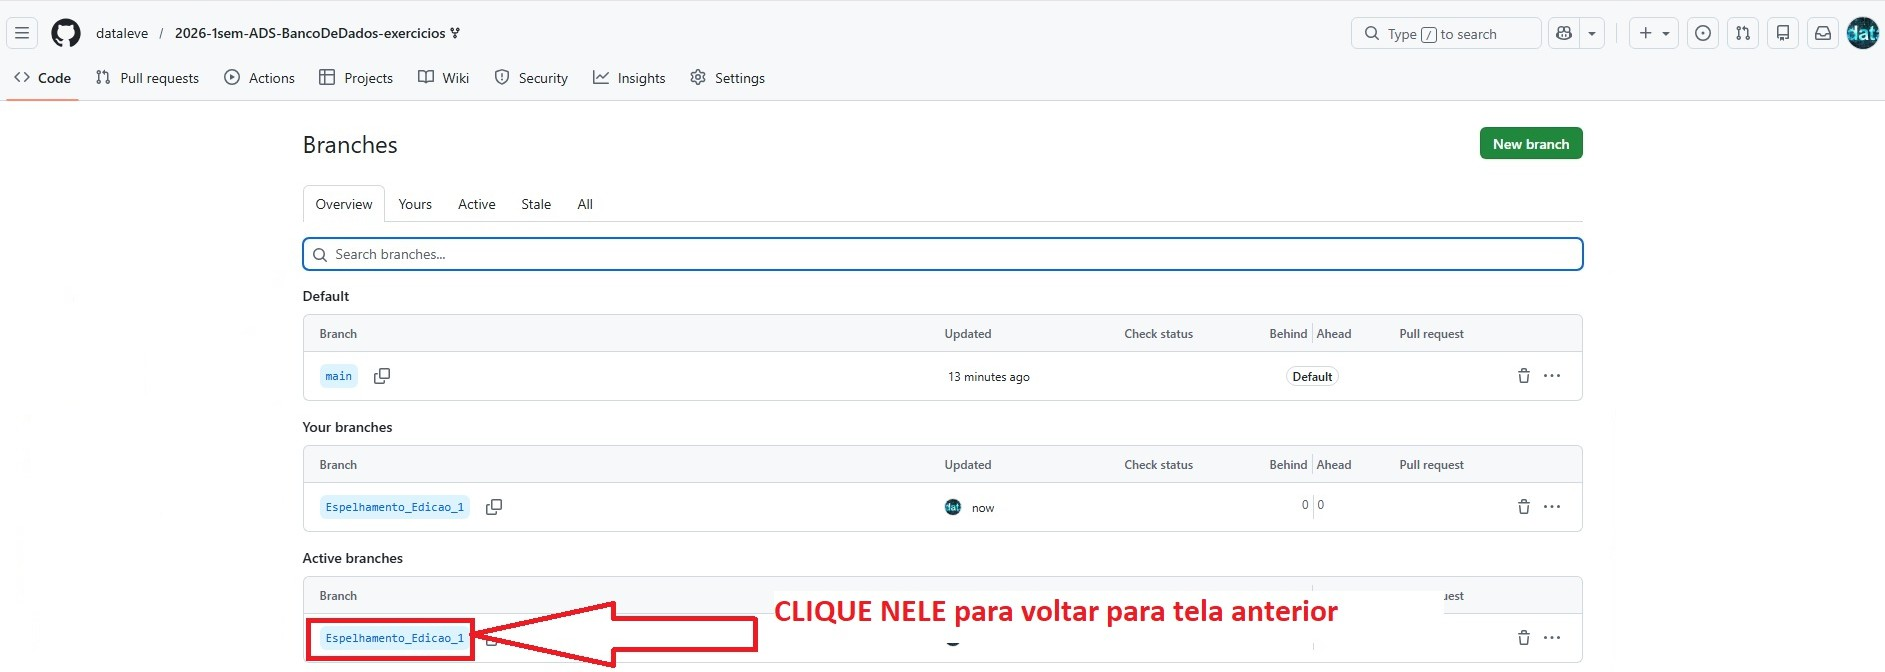 dataleve / 2026-1sem-ADS-BancoDeDados-exercicios
Type / to search
dat
Code Pull requests Actions Projects Wiki Security Insights Settings
Branches
New branch
Overview Yours Active Stale All
Search branches...
Default
Branch Updated Check status Behind Ahead Pull request
main 13 minutes ago Default
Your branches
Branch Updated Check status Behind Ahead Pull request
Espelhamento_Edicao_1 dat now 0 0
Active branches
Branch
CLIQUE NELE para voltar para tela anterior
Espelhamento_Edicao_1